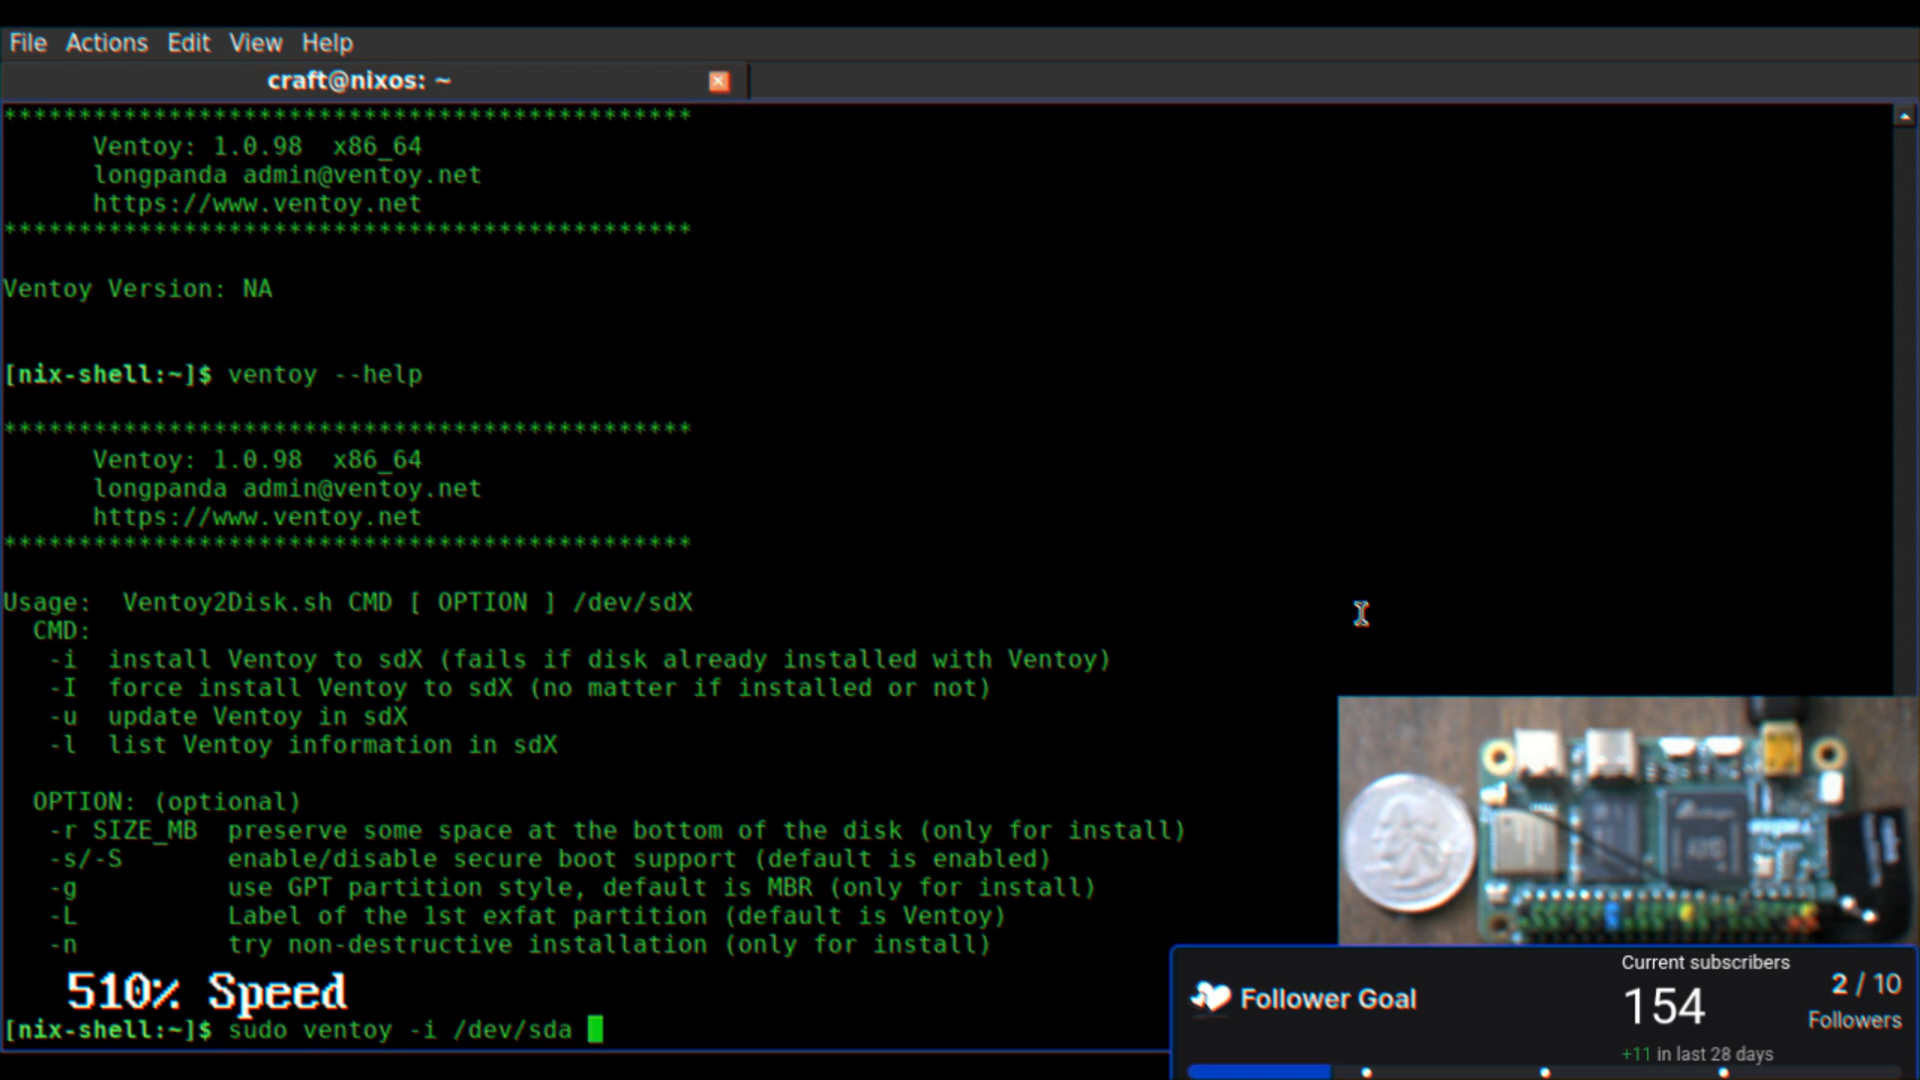 File Actions Edit View Help
craft@nixos: ~
**********************************************
Ventoy: 1.0.98  x86_64
longpanda admin@ventoy.net
https://www.ventoy.net
**********************************************
Ventoy Version: NA
[nix-shell:~]$ ventoy --help
**********************************************
Ventoy: 1.0.98  x86_64
longpanda admin@ventoy.net
https://www.ventoy.net
**********************************************
Usage:  Ventoy2Disk.sh CMD [ OPTION ] /dev/sdX
CMD:
-i  install Ventoy to sdX (fails if disk already installed with Ventoy)
-I  force install Ventoy to sdX (no matter if installed or not)
-u  update Ventoy in sdX
-l  list Ventoy information in sdX
OPTION: (optional)
-r SIZE_MB  preserve some space at the bottom of the disk (only for install)
-s/-S  enable/disable secure boot support (default is enabled)
-g  use GPT partition style, default is MBR (only for install)
-L  Label of the 1st exfat partition (default is Ventoy)
-n  try non-destructive installation (only for install)
510% Speed
[nix-shell:~]$ sudo ventoy -i /dev/sda
Follower Goal
Current subscribers
154
+11 in last 28 days
2 / 10
Followers